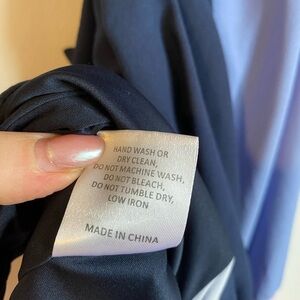 HAND WASH OR
DRY CLEAN,
DO NOT MACHINE WASH,
DO NOT BLEACH,
DO NOT TUMBLE DRY,
LOW IRON
MADE IN CHINA